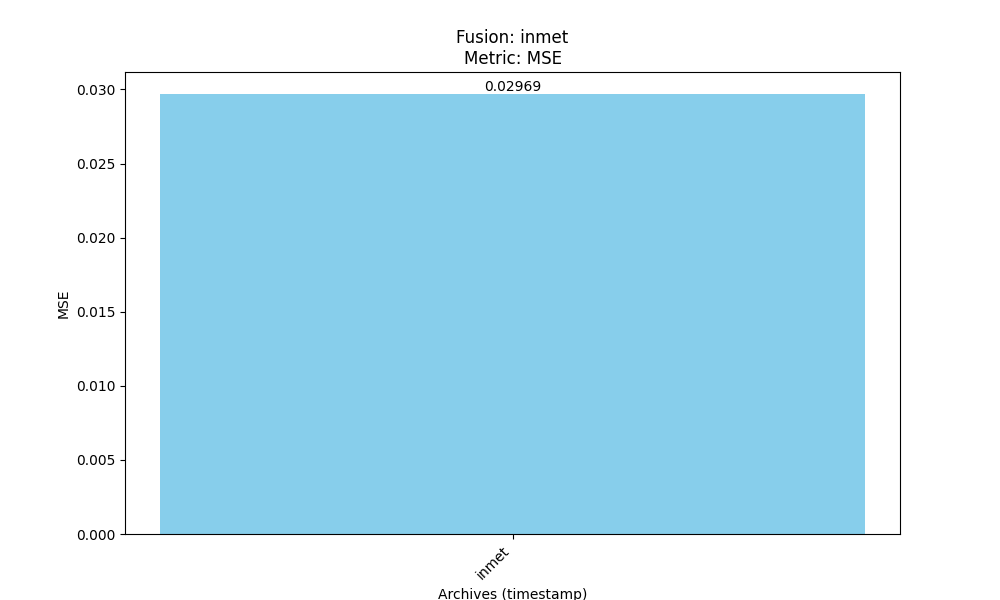 Fusion: inmet
Metric: MSE
0.02969
0.030
0.025
0.020
0.015
0.010
0.005
0.000
MSE
inmet
Archives (timestamp)